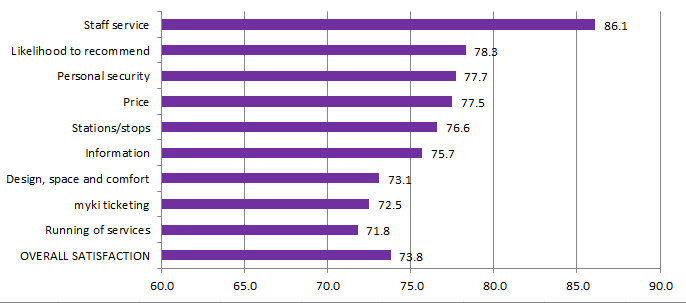 Staff service 86.1
Likelihood to recommend 78.3
Personal security 77.7
Price 77.5
Stations/stops 76.6
Information 75.7
Design, space and comfort 73.1
myki ticketing 72.5
Running of services 71.8
OVERALL SATISFACTION 73.8
60.0 65.0 70.0 75.0 80.0 85.0 90.0